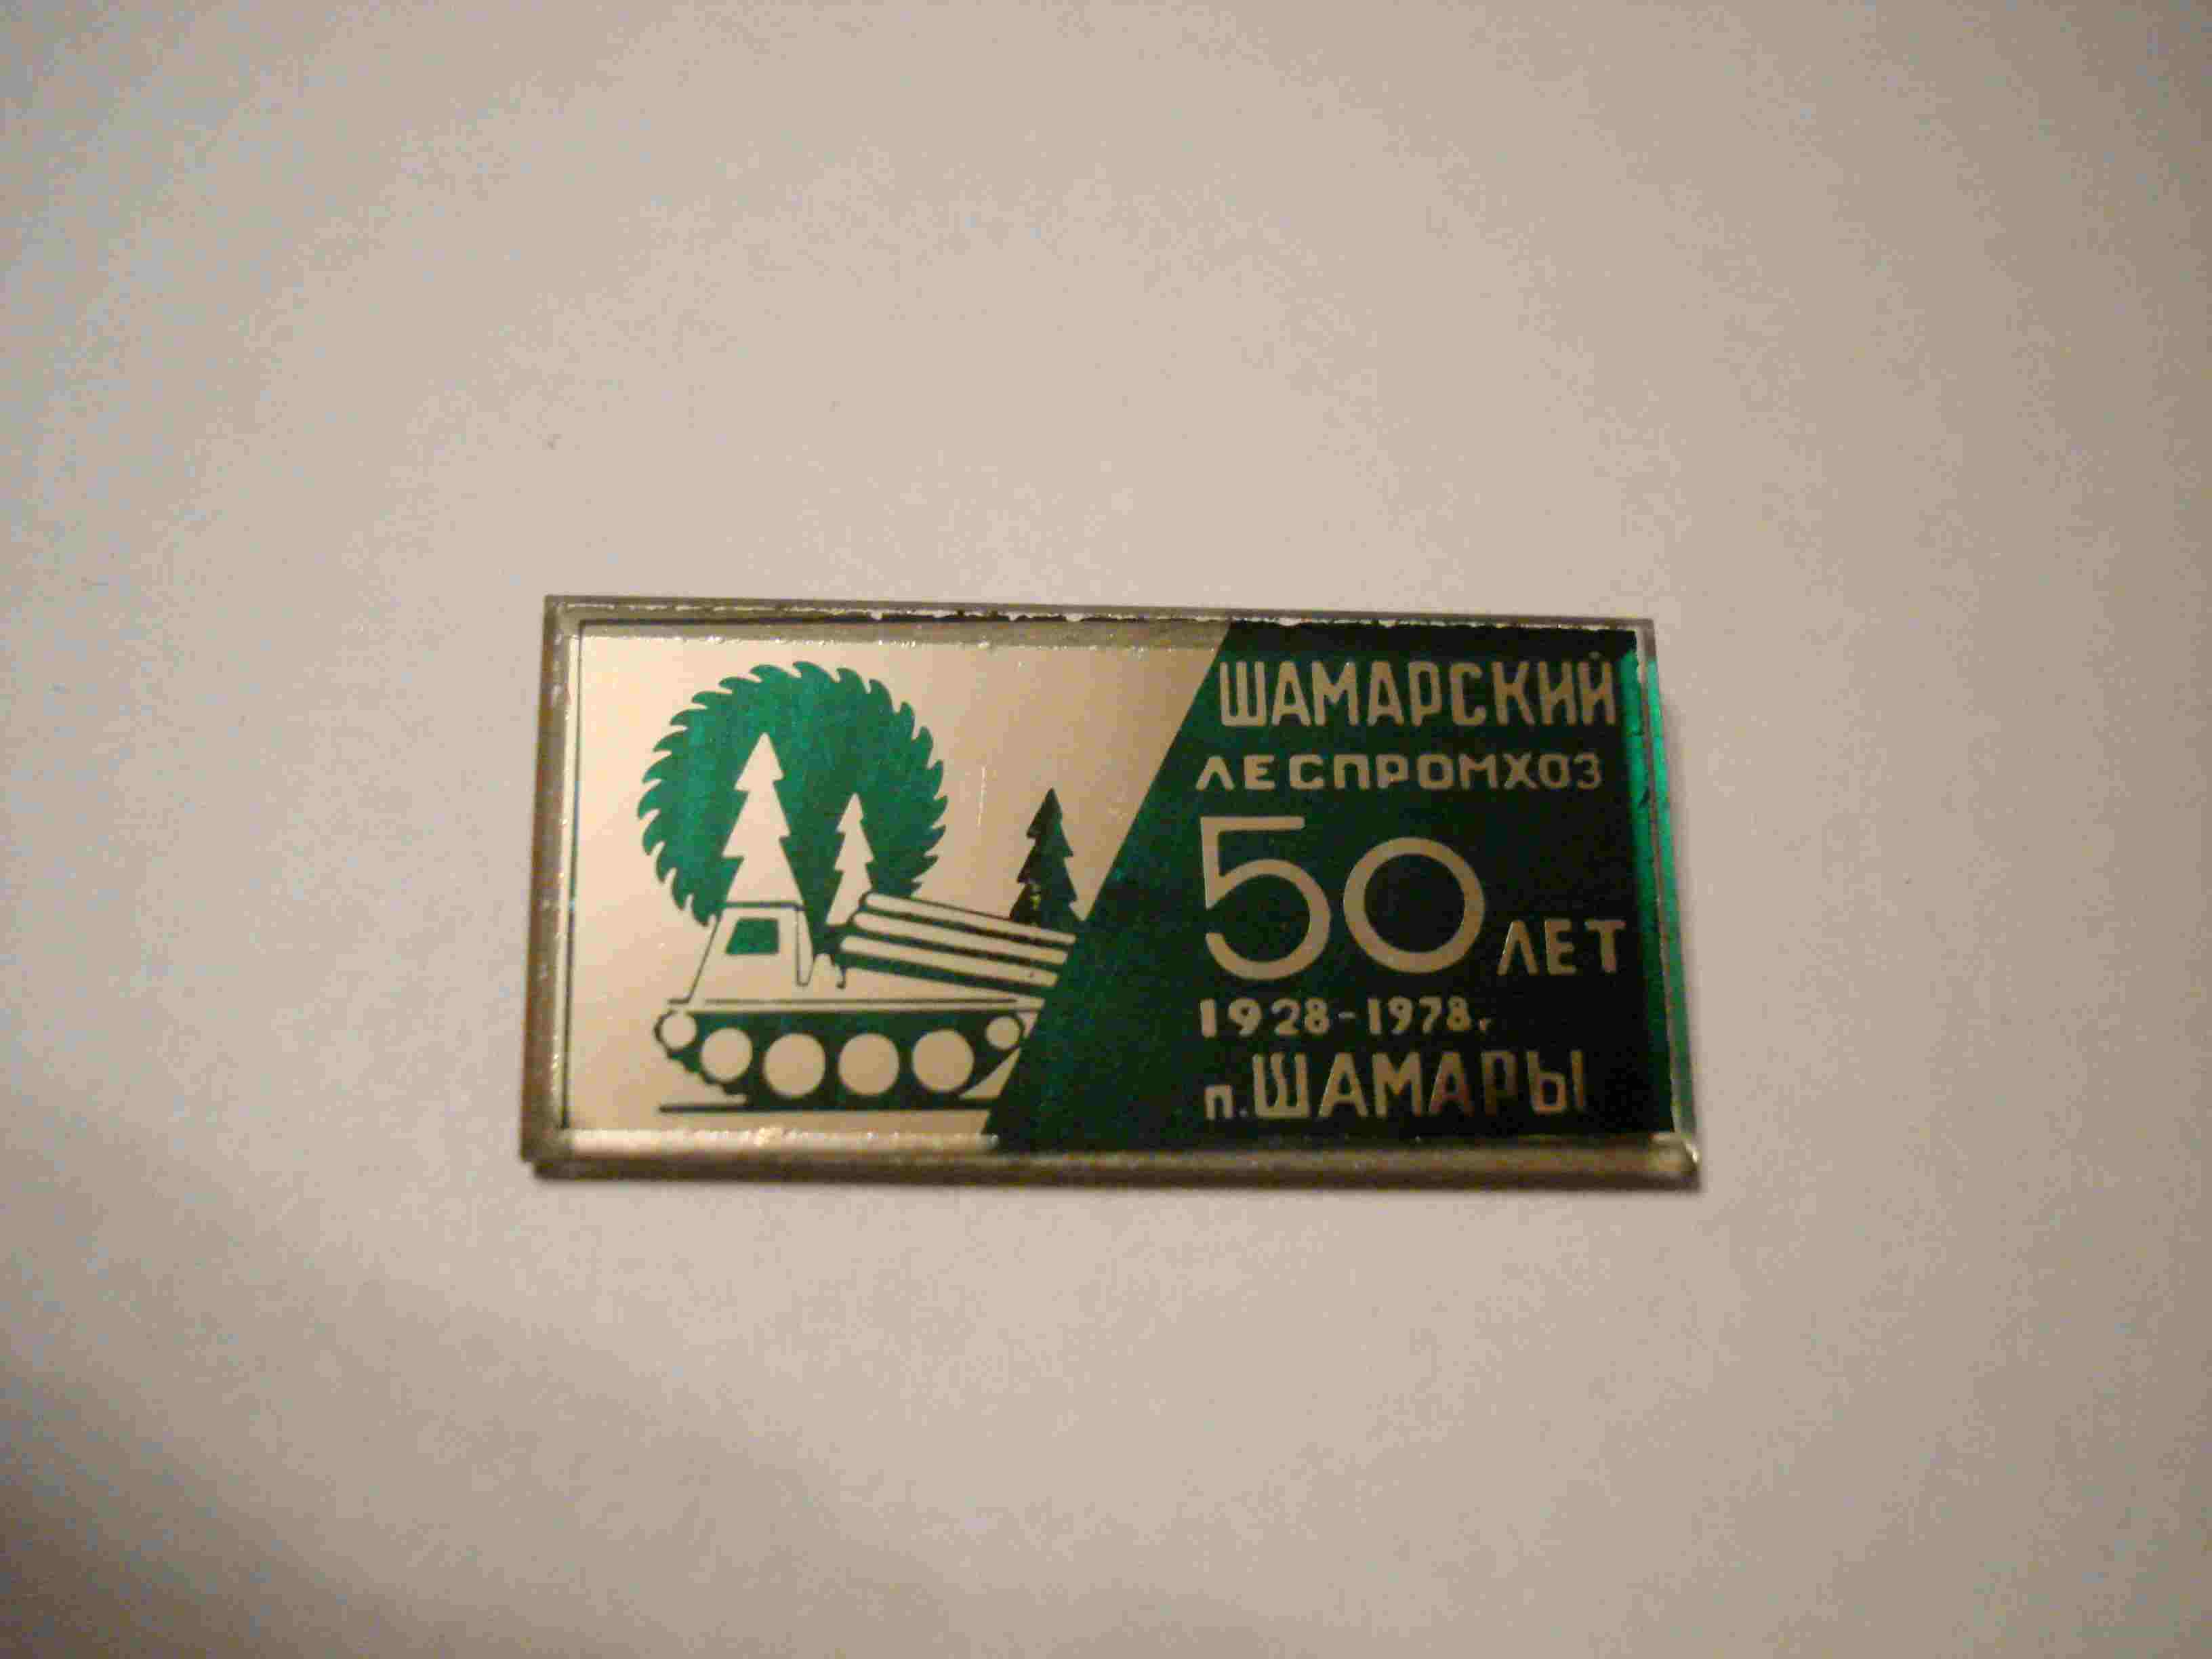 ШАМАРСКИЙ
ЛЕСПРОМХОЗ
50 ЛЕТ
1928-1978г.
п. ШАМАРЫ